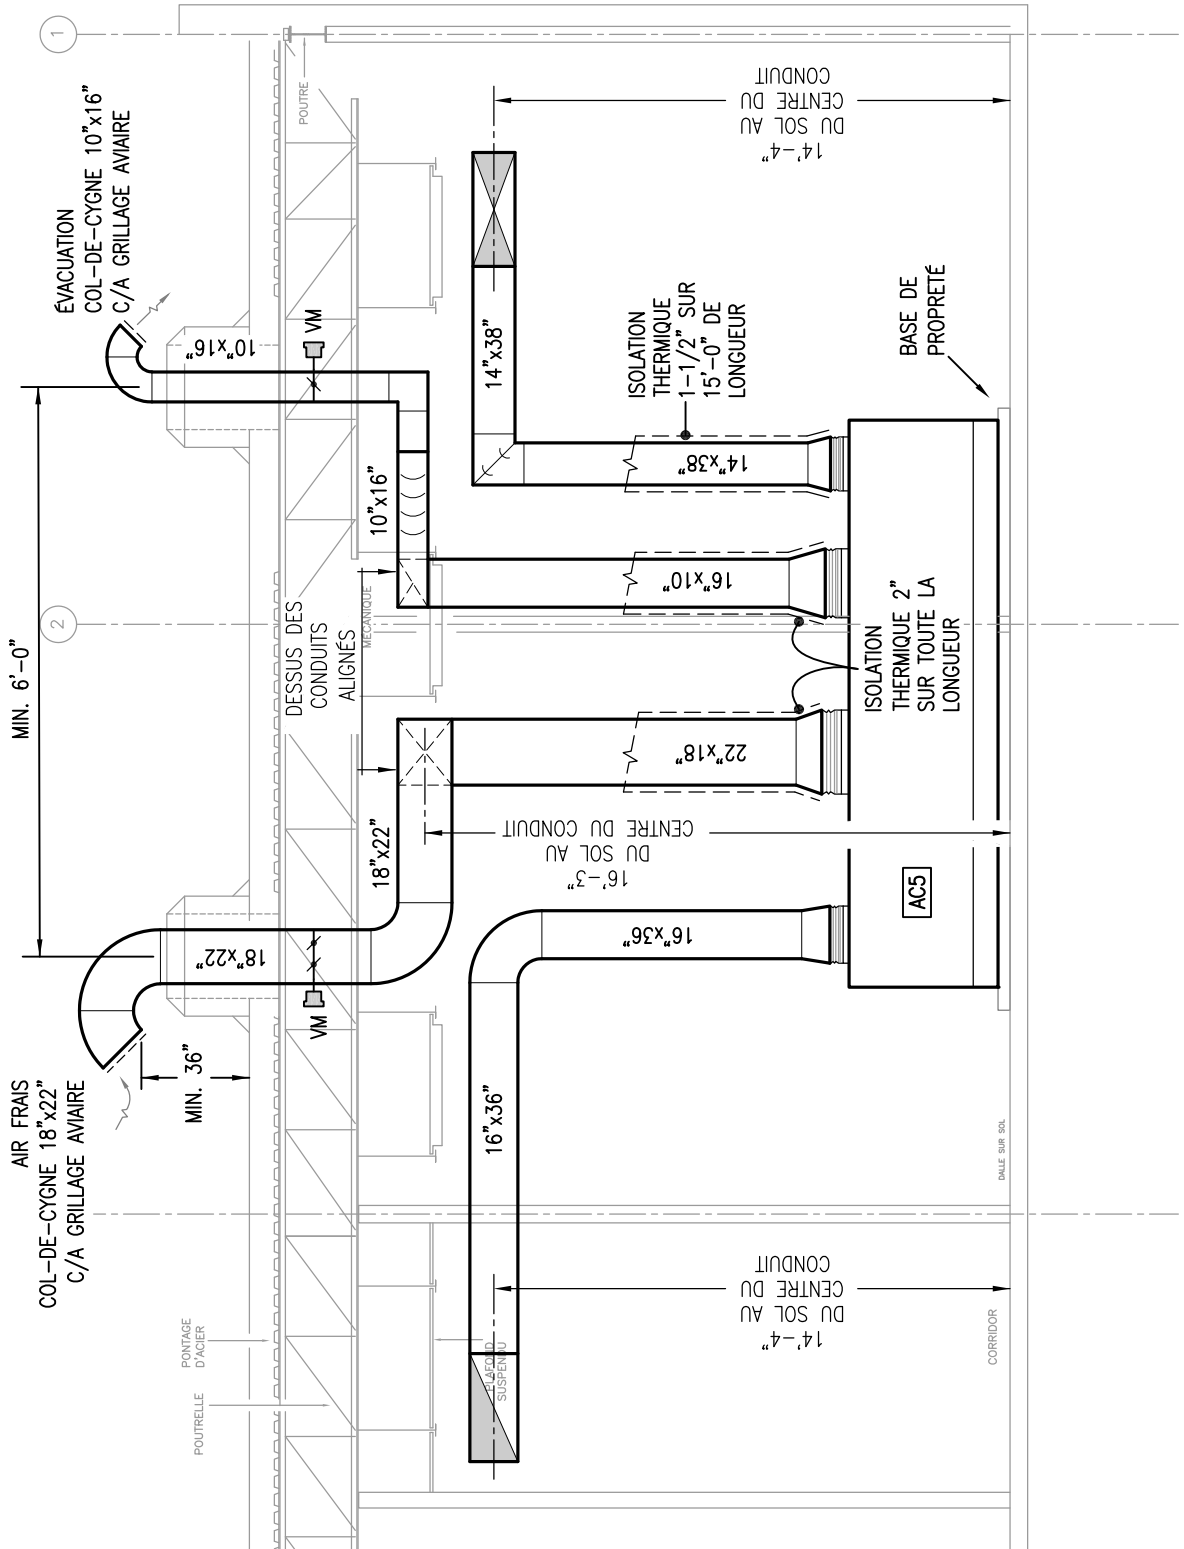 1
2
ÉVACUATION
COL-DE-CYGNE 10"x16"
C/A GRILLAGE AVIAIRE
POUTRE
10"x16"
VM
MIN. 6'-0"
14'-4"
DU SOL AU
CENTRE DU
CONDUIT
14"x38"
ISOLATION
THERMIQUE
1-1/2" SUR
15'-0" DE
LONGUEUR
BASE DE
PROPRETÉ
14"x38"
10"x16"
16"x10"
DESSUS DES
CONDUITS
ALIGNÉS
MÉCANIQUE
ISOLATION
THERMIQUE 2"
SUR TOUTE LA
LONGUEUR
22"x18"
16'-3"
DU SOL AU
CENTRE DU CONDUIT
18"x22"
AC5
16"x36"
18"x22"
VM
MIN. 36"
AIR FRAIS
COL-DE-CYGNE 18"x22"
C/A GRILLAGE AVIAIRE
16"x36"
DALLE SUR SOL
14'-4"
DU SOL AU
CENTRE DU
CONDUIT
PONTAGE
D'ACIER
POUTRELLE
PLAFOND
SUSPENDU
CORRIDOR